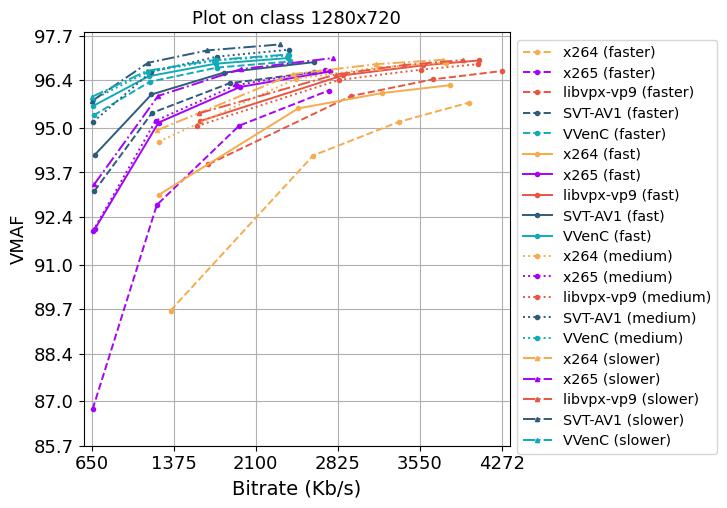 Plot on class 1280x720
VMAF
97.7
96.4
95.0
93.7
92.4
91.0
89.7
88.4
87.0
85.7
650 1375 2100 2825 3550 4272
Bitrate (Kb/s)
x264 (faster)
x265 (faster)
libvpx-vp9 (faster)
SVT-AV1 (faster)
VVenC (faster)
x264 (fast)
x265 (fast)
libvpx-vp9 (fast)
SVT-AV1 (fast)
VVenC (fast)
x264 (medium)
x265 (medium)
libvpx-vp9 (medium)
SVT-AV1 (medium)
VVenC (medium)
x264 (slower)
x265 (slower)
libvpx-vp9 (slower)
SVT-AV1 (slower)
VVenC (slower)